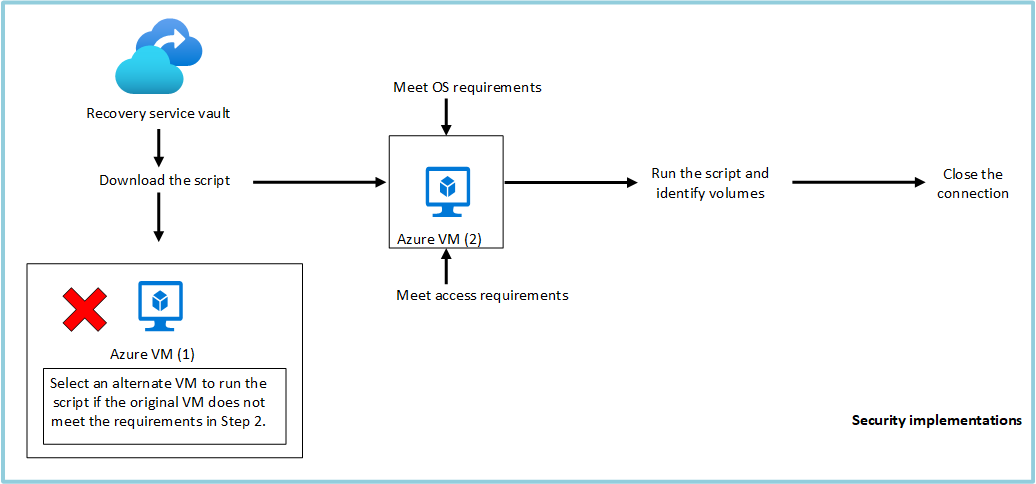 Meet OS requirements
Recovery service vault
Download the script
Azure VM (2)
Run the script and
identify volumes
Close the
connection
Meet access requirements
Azure VM (1)
Select an alternate VM to run the
script if the original VM does not
meet the requirements in Step 2.
Security implementations